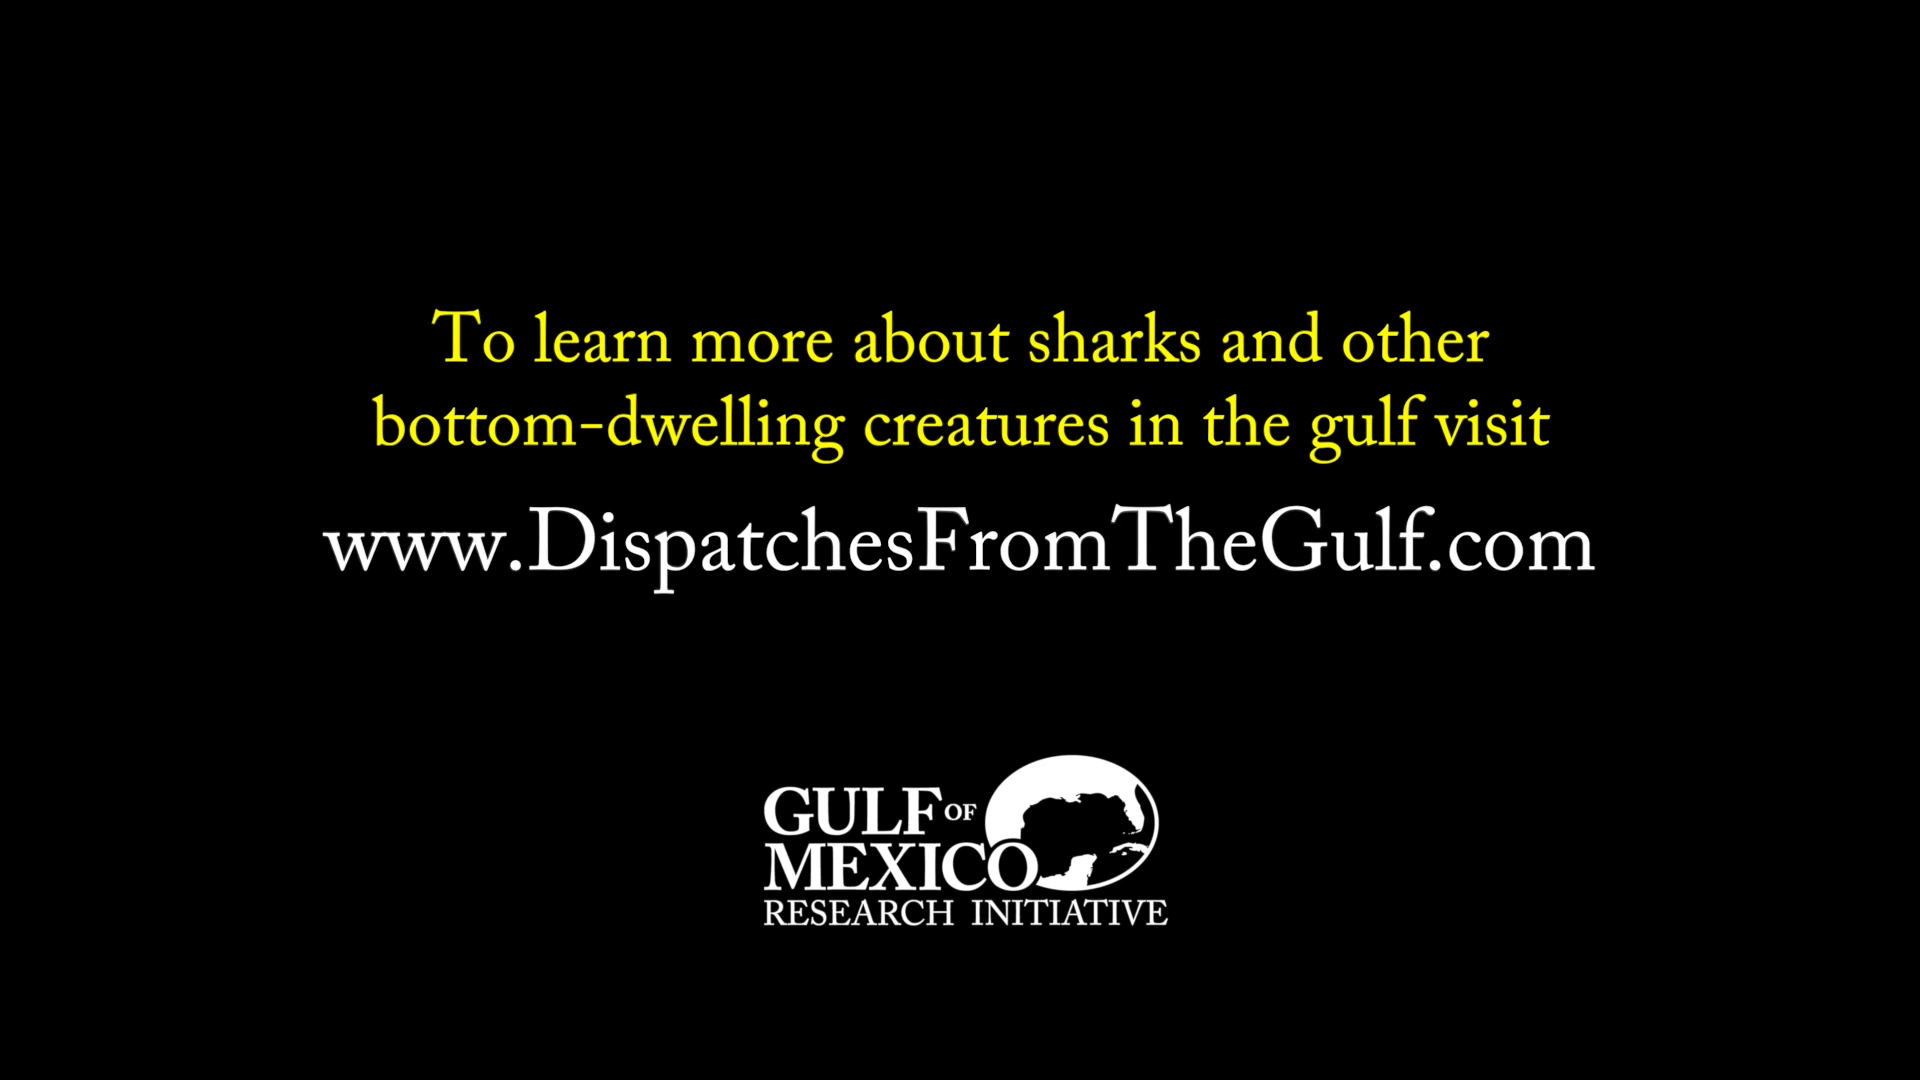 To learn more about sharks and other
bottom-dwelling creatures in the gulf visit
www.DispatchesFromTheGulf.com
GULF OF
MEXICO
RESEARCH INITIATIVE